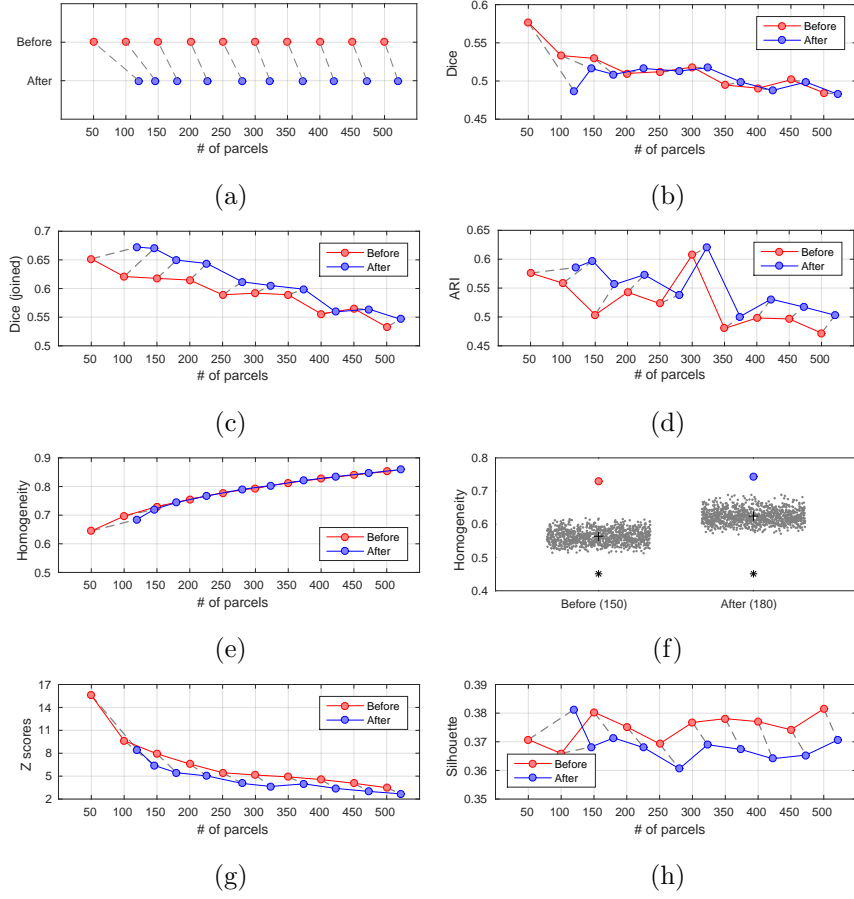 Before
After
50 100 150 200 250 300 350 400 450 500
# of parcels
(a)
0.6
0.55
0.5
0.45
Dice
Before
After
50 100 150 200 250 300 350 400 450 500
# of parcels
(b)
0.7
0.65
0.6
0.55
0.5
Dice (joined)
Before
After
50 100 150 200 250 300 350 400 450 500
# of parcels
(c)
0.65
0.6
0.55
0.5
0.45
ARI
Before
After
50 100 150 200 250 300 350 400 450 500
# of parcels
(d)
0.9
0.8
0.7
0.6
0.5
Homogeneity
Before
After
50 100 150 200 250 300 350 400 450 500
# of parcels
(e)
0.8
0.7
0.6
0.5
0.4
Homogeneity
Before (150) After (180)
(f)
17
14
11
8
5
2
Z scores
Before
After
50 100 150 200 250 300 350 400 450 500
# of parcels
(g)
0.39
0.38
0.37
0.36
0.35
Silhouette
Before
After
50 100 150 200 250 300 350 400 450 500
# of parcels
(h)